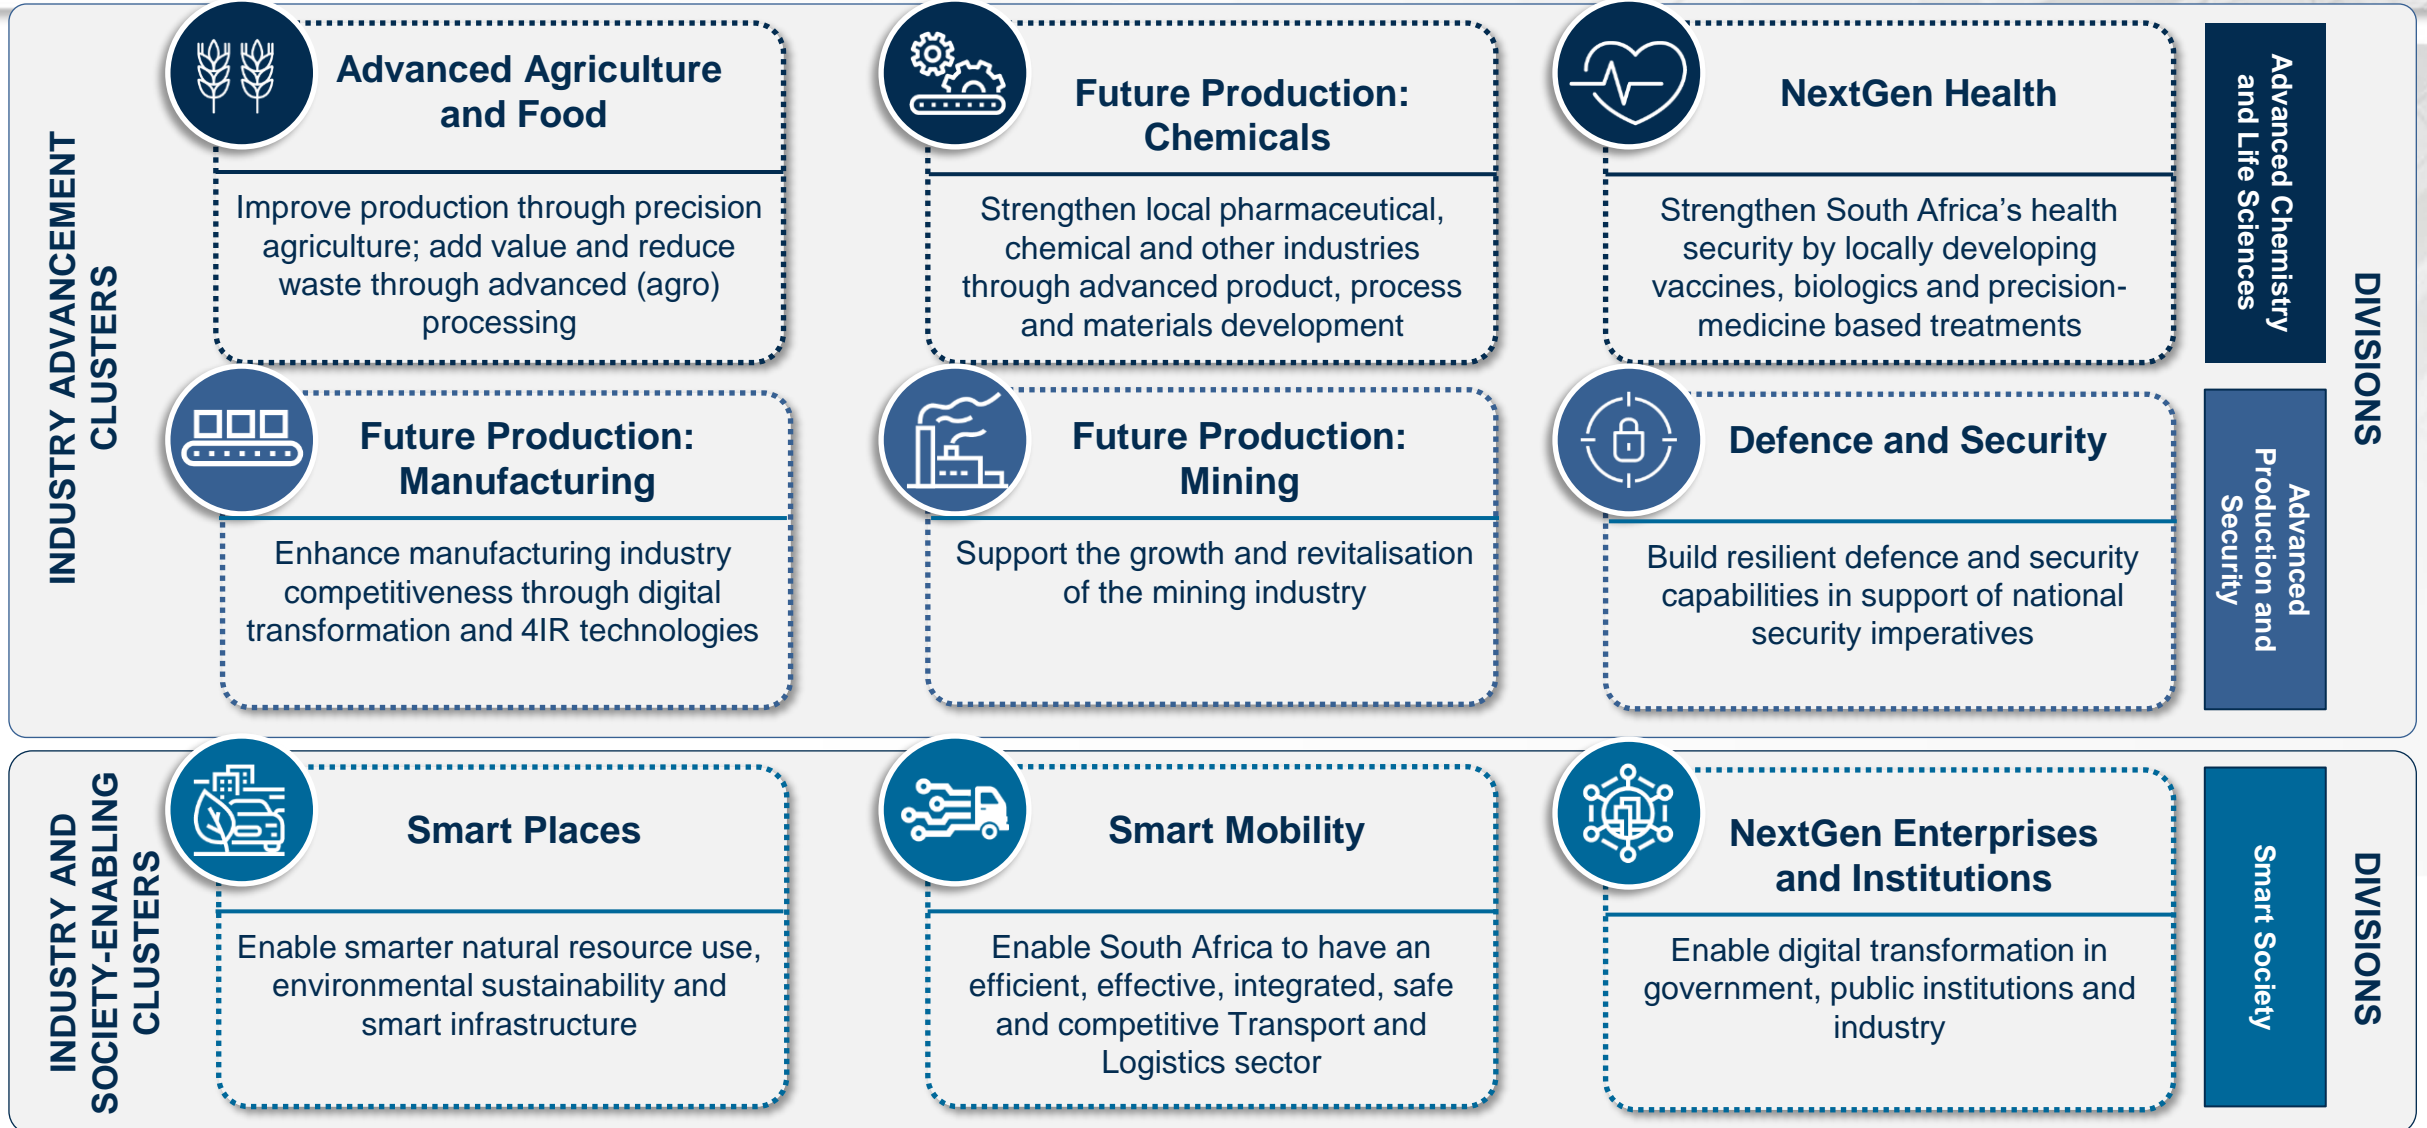 INDUSTRY ADVANCEMENT
CLUSTERS
Advanced Agriculture
and Food
Improve production through precision
agriculture; add value and reduce
waste through advanced (agro)
processing
Future Production:
Chemicals
Strengthen local pharmaceutical,
chemical and other industries
through advanced product, process
and materials development
NextGen Health
Strengthen South Africa’s health
security by locally developing
vaccines, biologics and precision-
medicine based treatments
Advanced Chemistry
and Life Sciences
DIVISIONS
Future Production:
Manufacturing
Enhance manufacturing industry
competitiveness through digital
transformation and 4IR technologies
Future Production:
Mining
Support the growth and revitalisation
of the mining industry
Defence and Security
Build resilient defence and security
capabilities in support of national
security imperatives
Advanced
Production and
Security
INDUSTRY AND
SOCIETY-ENABLING
CLUSTERS
Smart Places
Enable smarter natural resource use,
environmental sustainability and
smart infrastructure
Smart Mobility
Enable South Africa to have an
efficient, effective, integrated, safe
and competitive Transport and
Logistics sector
NextGen Enterprises
and Institutions
Enable digital transformation in
government, public institutions and
industry
Smart Society
DIVISIONS